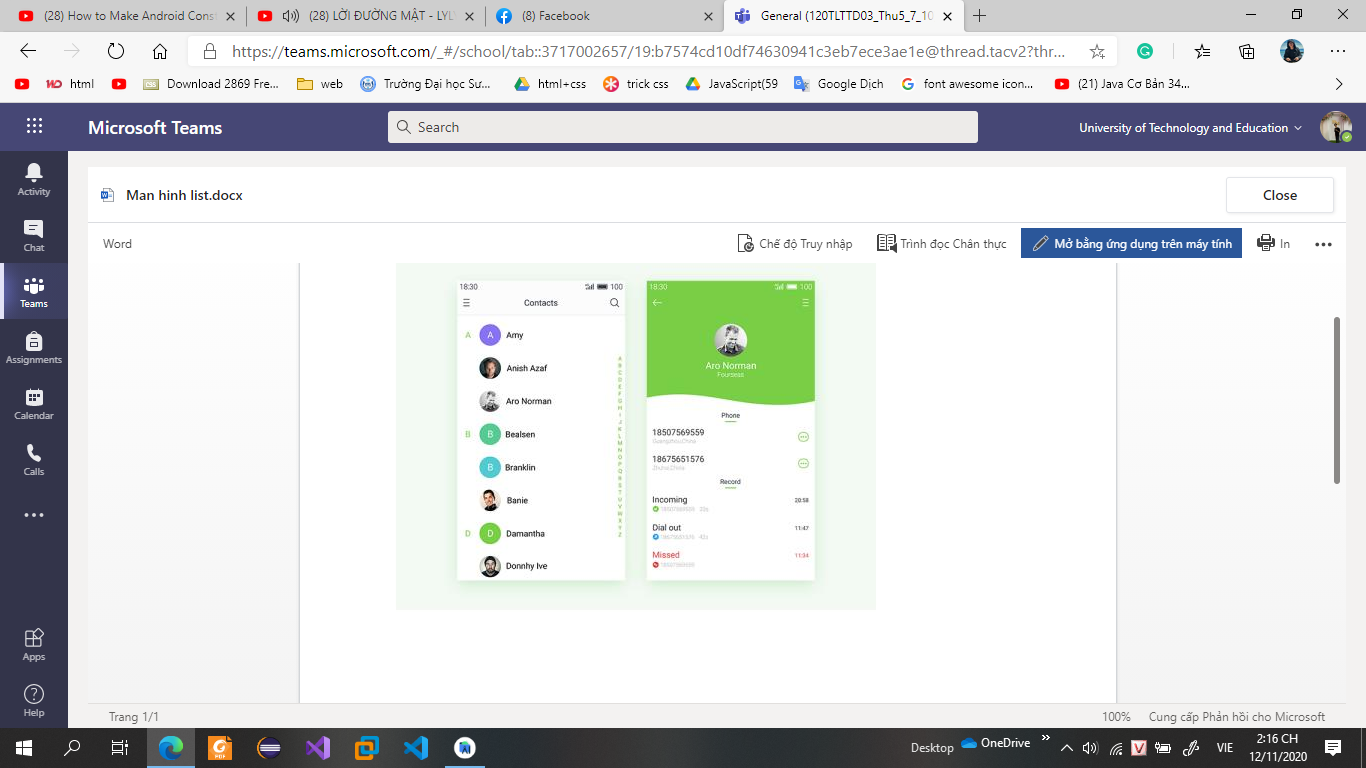 (28) How to Make Android Cons
(28) LỜI ĐƯỜNG MẬT - LYL
(8) Facebook
General (120TLTTD03_Thu5_7_10
https://teams.microsoft.com/_#/school/tab::3717002657/19:b7574cd10df74630941c3eb7ece3ae1e@thread.tacv2?thr...
html
Download 2869 Fre...
web
Trường Đại học Sư...
html+css
trick css
JavaScript(59
Google Dịch
font awesome icon...
(21) Java Cơ Bản 34...
Microsoft Teams
Search
University of Technology and Education
Activity
Chat
Teams
Assignments
Calendar
Calls
Apps
Help
Man hinh list.docx
Close
Word
Chế độ Truy nhập
Trình đọc Chân thực
Mở bằng ứng dụng trên máy tính
In
18:30
100
Contacts
A
A
Amy
Anish Azaf
Aro Norman
B
B
Bealsen
B
Branklin
Banie
D
D
Damantha
Donnhy Ive
A
B
C
D
E
F
G
H
I
J
K
L
M
N
O
P
Q
R
S
T
U
V
W
X
Y
Z
18:30
100
Aro Norman
Fourseas
Phone
18507569559
18675651576
Record
Incoming
20:58
Dial out
11:47
Missed
11:34
Trang 1/1
100%
Cung cấp Phản hồi cho Microsoft
Desktop
OneDrive
VIE
2:16 CH
12/11/2020